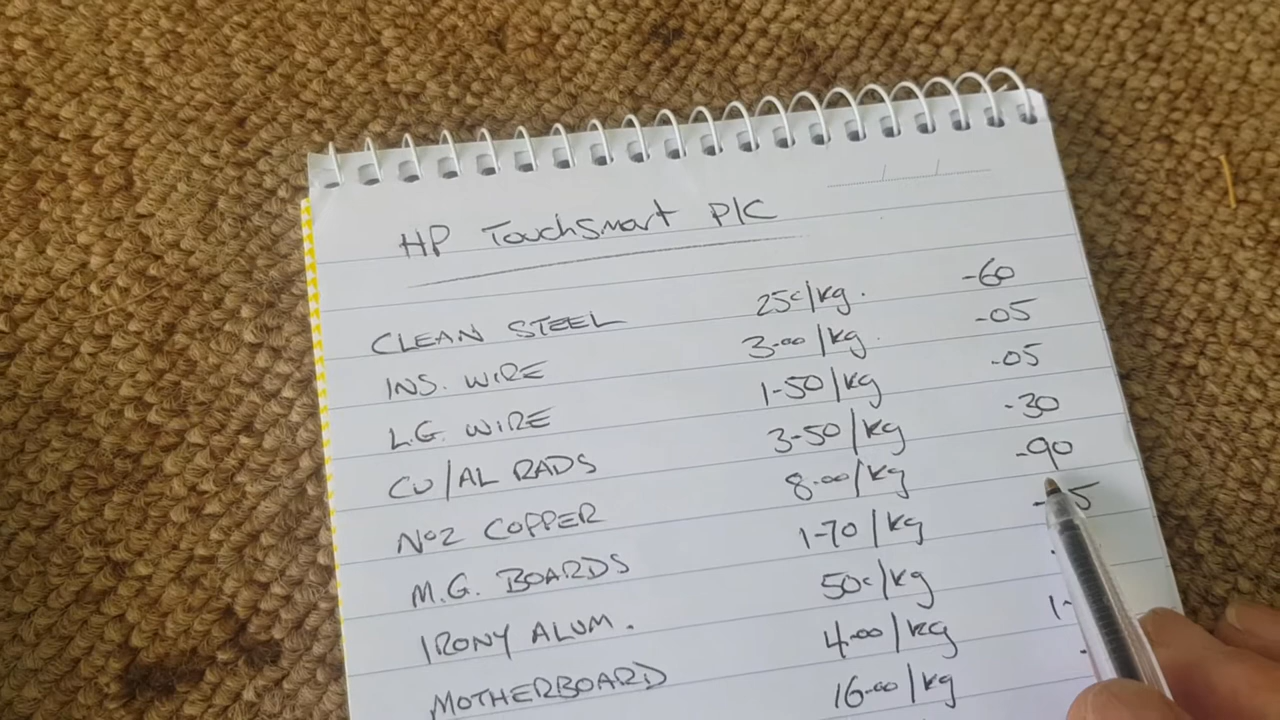 HP Touchsmart P/C
CLEAN STEEL 25c/kg. -60
INS. WIRE 3-00/kg. -05
L.G. WIRE 1-50/kg -05
CU/AL RADS 3-50/kg -30
No2 COPPER 8-00/kg -90
M.G. BOARDS 1-70/kg
IRONY ALUM. 50c/kg
MOTHERBOARD 4-00/kg
16-00/kg